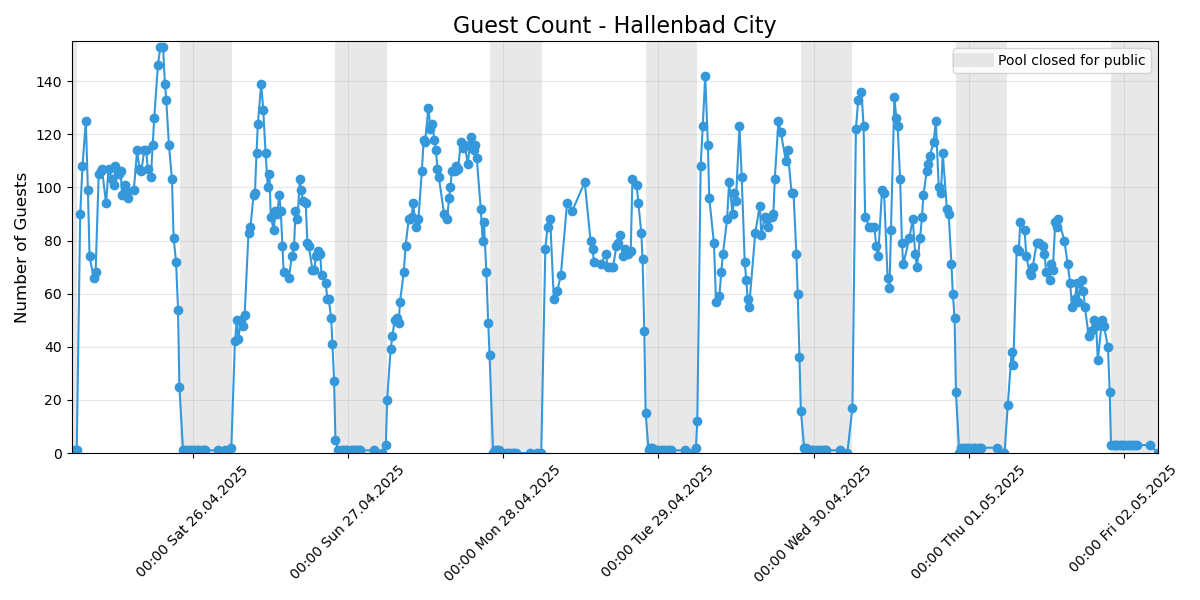 Guest Count - Hallenbad City
Pool closed for public
Number of Guests
140
120
100
80
60
40
20
0
00:00 Sat 26.04.2025
00:00 Sun 27.04.2025
00:00 Mon 28.04.2025
00:00 Tue 29.04.2025
00:00 Wed 30.04.2025
00:00 Thu 01.05.2025
00:00 Fri 02.05.2025